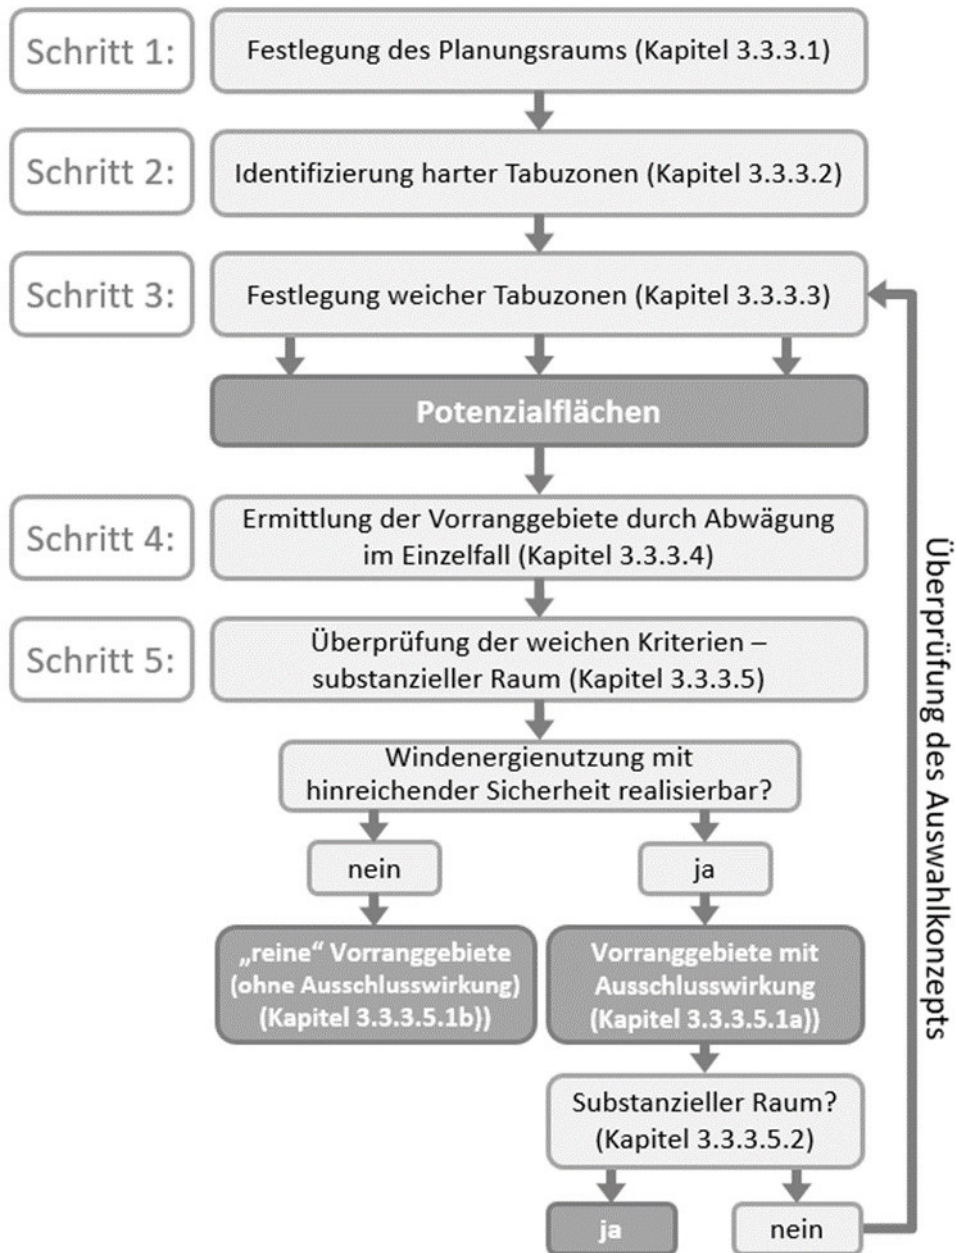 Schritt 1:
Festlegung des Planungsraums (Kapitel 3.3.3.1)
Schritt 2:
Identifizierung harter Tabuzonen (Kapitel 3.3.3.2)
Schritt 3:
Festlegung weicher Tabuzonen (Kapitel 3.3.3.3)
Potenzialflächen
Schritt 4:
Ermittlung der Vorranggebiete durch Abwägung
im Einzelfall (Kapitel 3.3.3.4)
Schritt 5:
Überprüfung der weichen Kriterien –
substanzieller Raum (Kapitel 3.3.3.5)
Windenergienutzung mit
hinreichender Sicherheit realisierbar?
nein
ja
„reine“ Vorranggebiete
(ohne Ausschlusswirkung)
(Kapitel 3.3.3.5.1b))
Vorranggebiete mit
Ausschlusswirkung
(Kapitel 3.3.3.5.1a))
Substanzieller Raum?
(Kapitel 3.3.3.5.2)
ja
nein
Überprüfung des Auswahlkonzepts